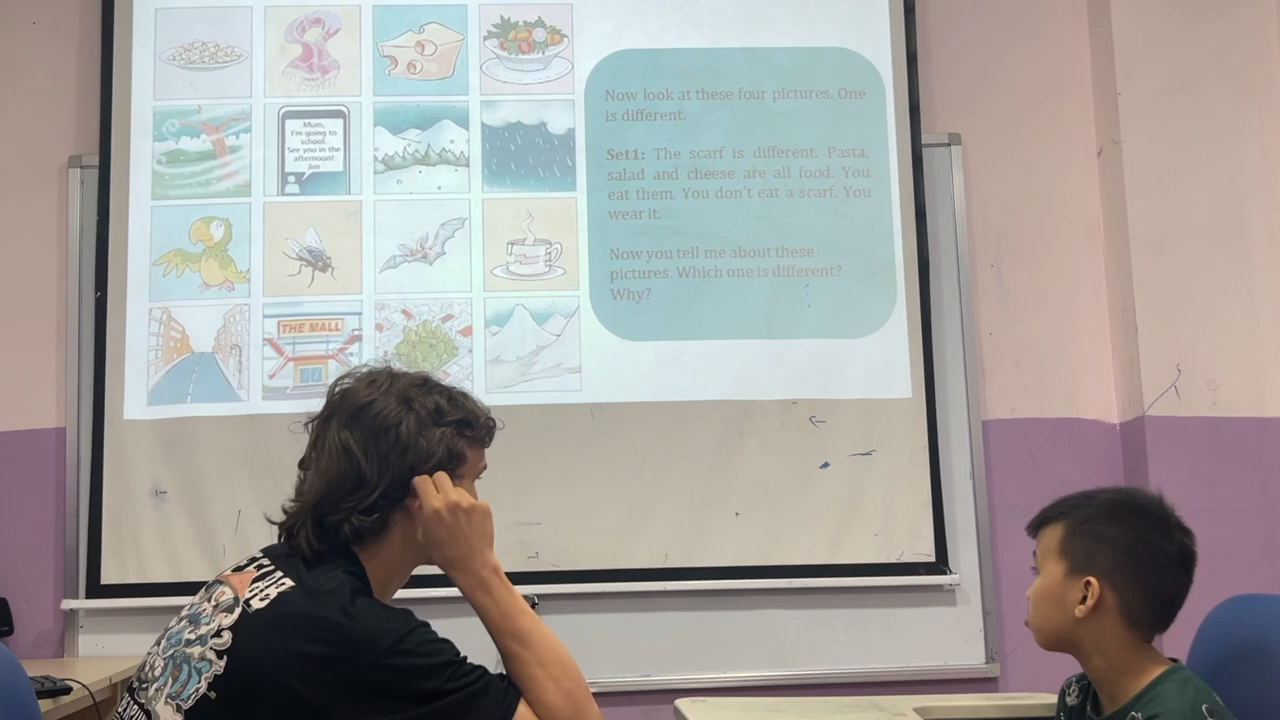 Mum,
I'm going to
school.
See you in the
afternoon!
Jim
THE MALL
Now look at these four pictures. One
is different.
Set1: The scarf is different. Pasta,
salad and cheese are all food. You
eat them. You don't eat a scarf. You
wear it.
Now you tell me about these
pictures. Which one is different?
Why?